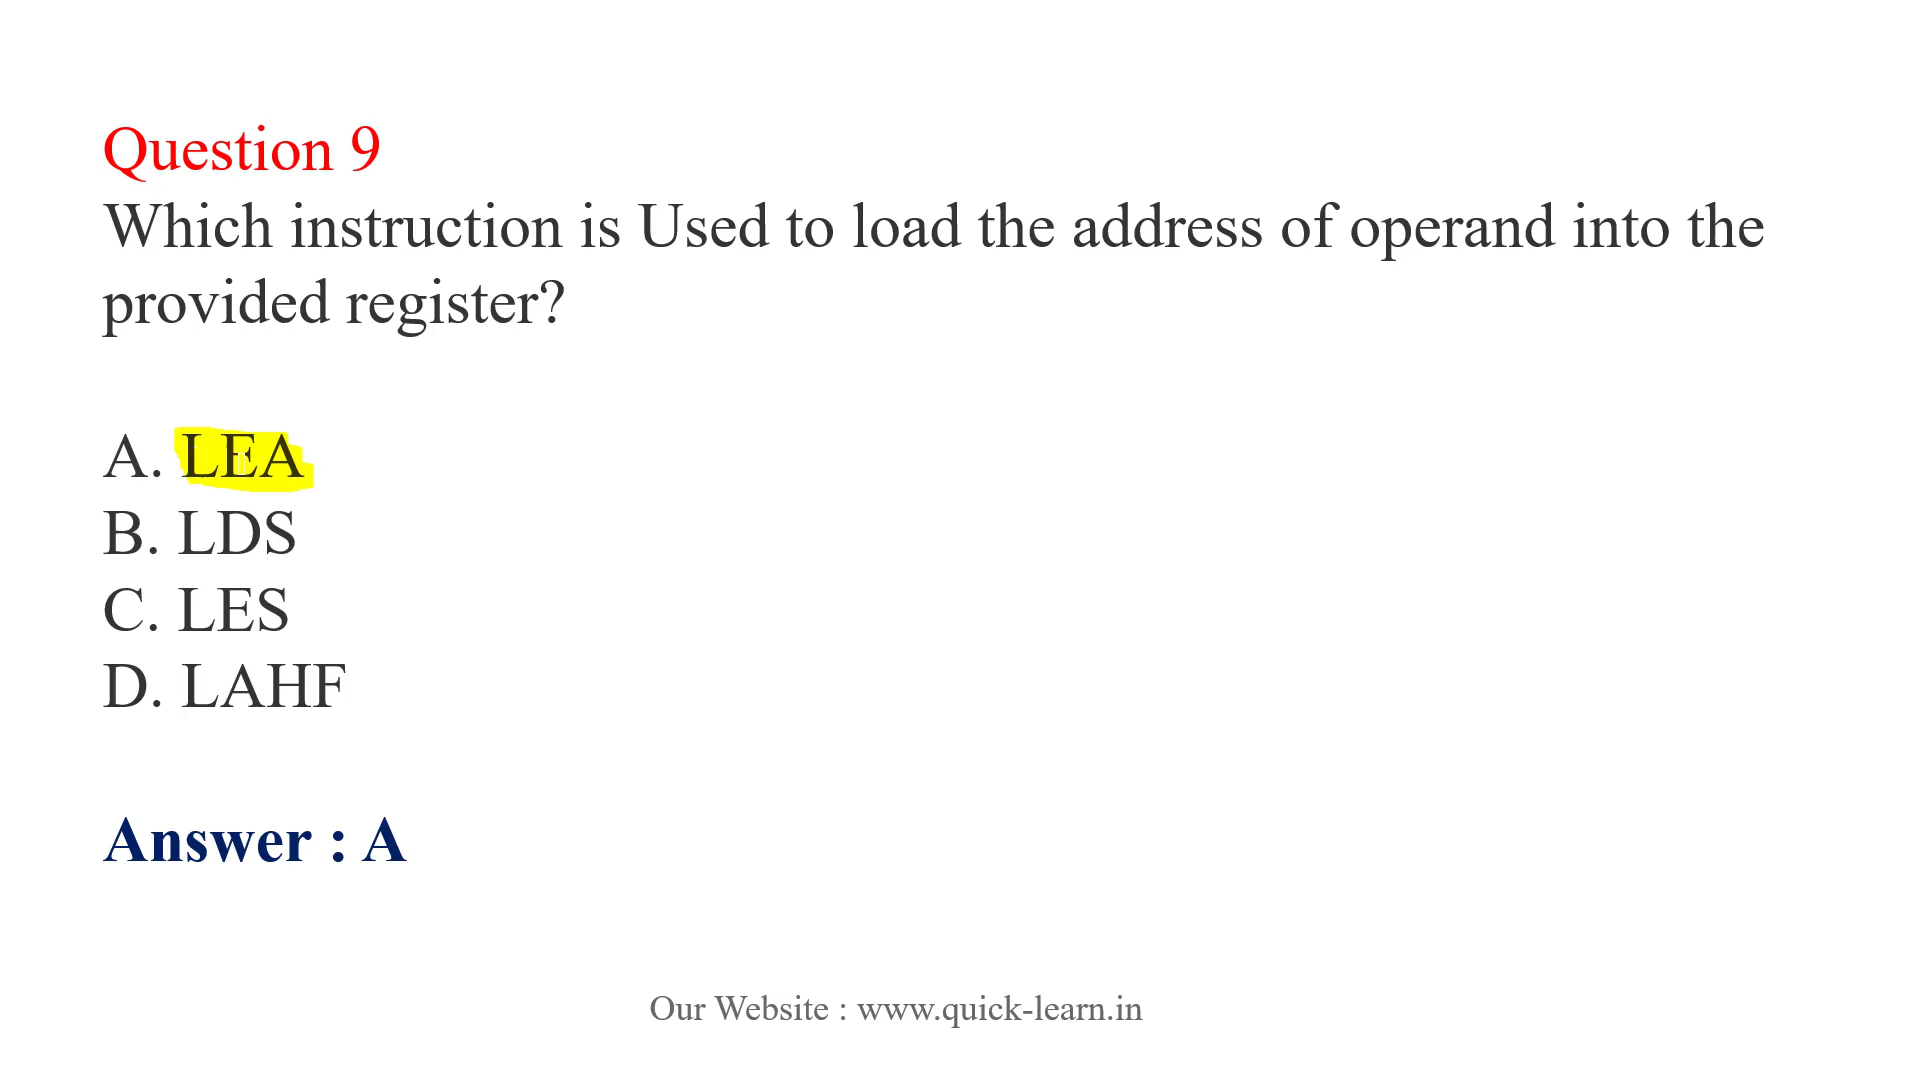 Question 9
Which instruction is Used to load the address of operand into the
provided register?
A. LEA
B. LDS
C. LES
D. LAHF
Answer : A
Our Website : www.quick-learn.in